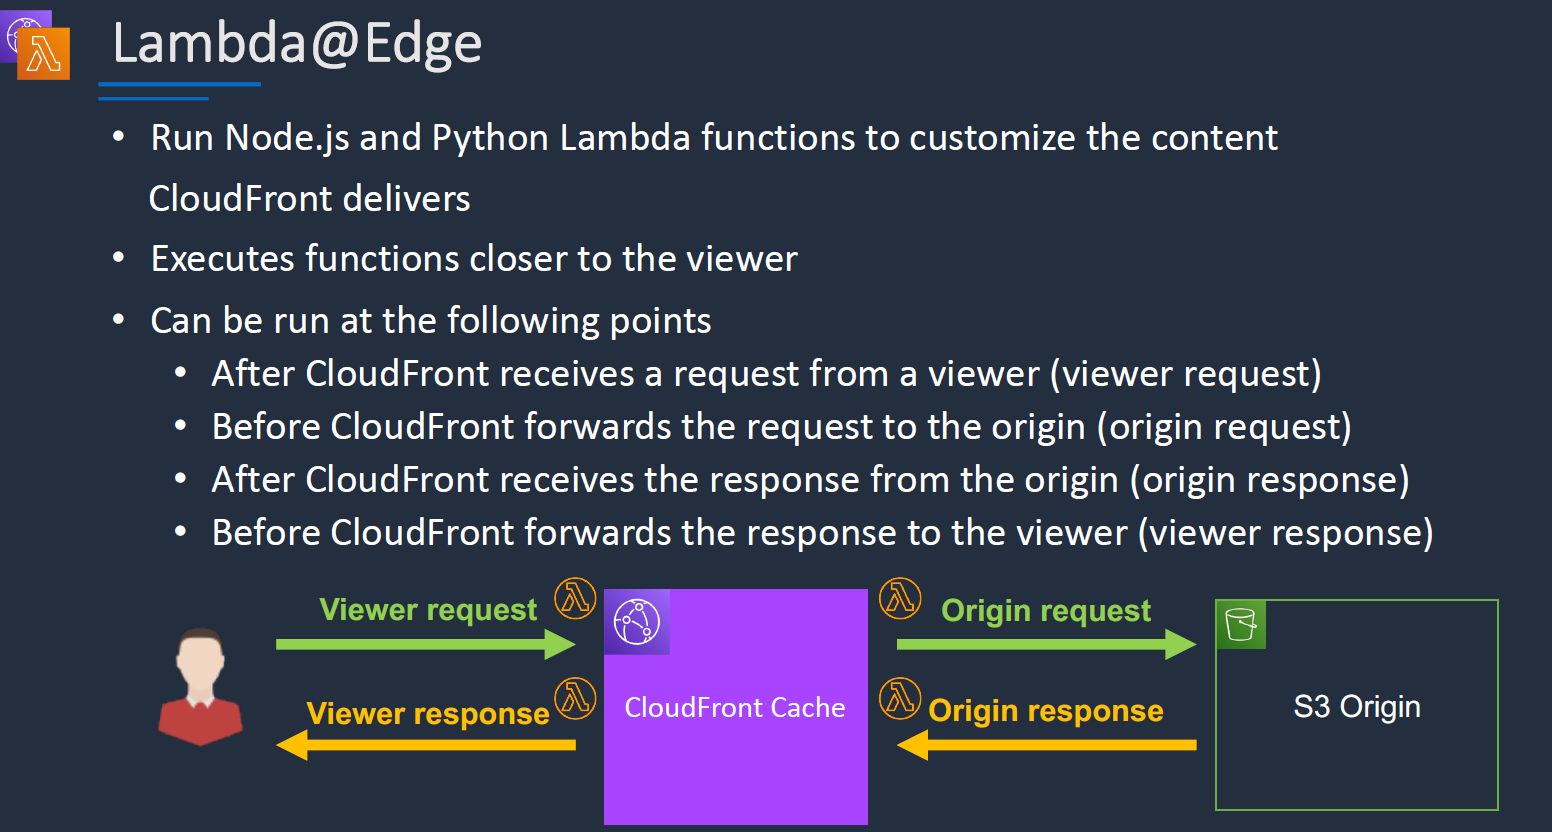 Lambda@Edge
• Run Node.js and Python Lambda functions to customize the content
CloudFront delivers
• Executes functions closer to the viewer
• Can be run at the following points
• After CloudFront receives a request from a viewer (viewer request)
• Before CloudFront forwards the request to the origin (origin request)
• After CloudFront receives the response from the origin (origin response)
• Before CloudFront forwards the response to the viewer (viewer response)
Viewer request
Origin request
CloudFront Cache
S3 Origin
Viewer response
Origin response